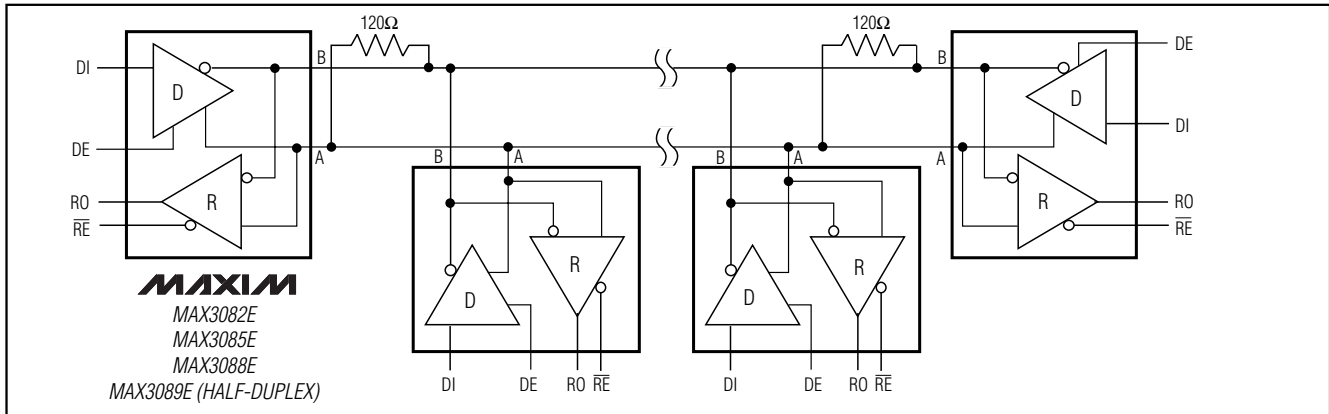 120Ω
120Ω
B
B
DI
D
DE
D
DI
DE
A
B
A
B
A
A
RO
R
RE
R
RO
RE
R
D
R
D
MAXIM
MAX3082E
MAX3085E
MAX3088E
MAX3089E (HALF-DUPLEX)
DI
DE
RO
RE
DI
DE
RO
RE